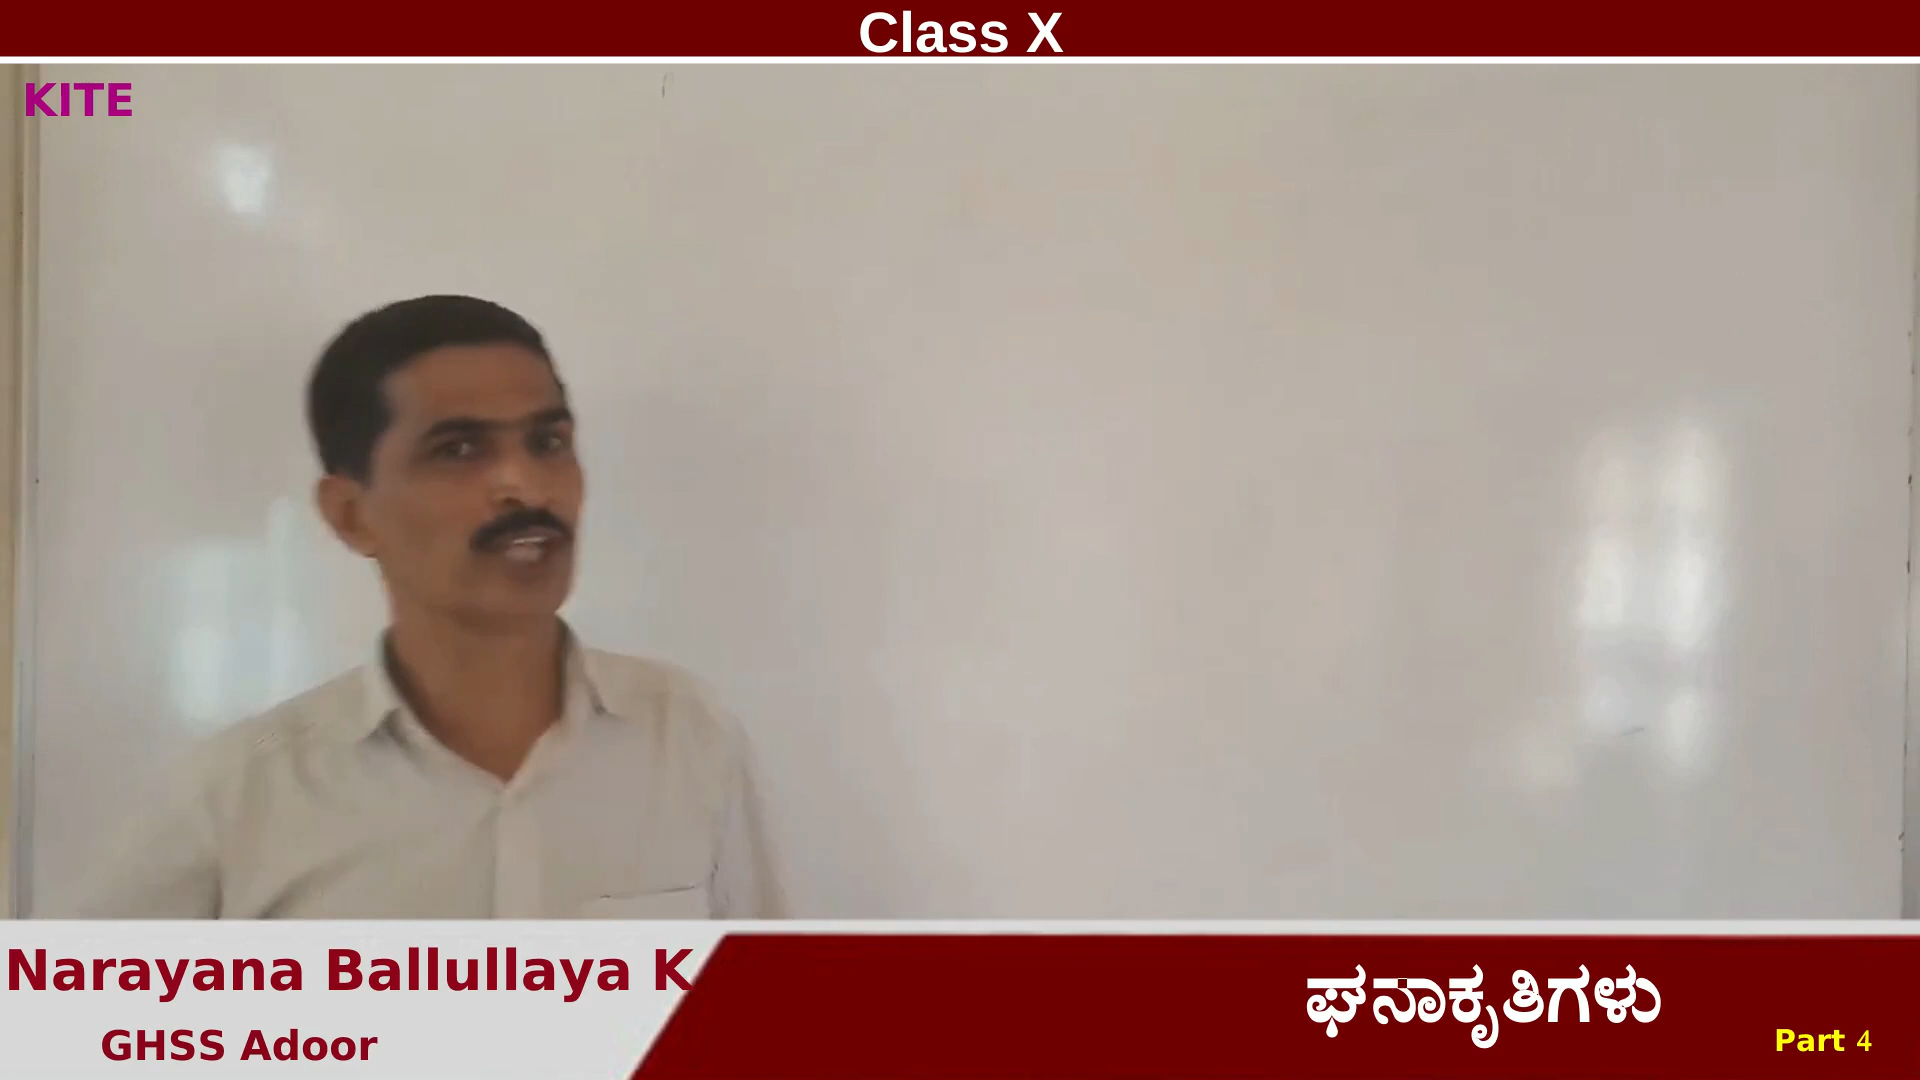 Class X
KITE
Narayana Ballullaya K
GHSS Adoor
ಘನಾಕೃತಿಗಳು
Part 4